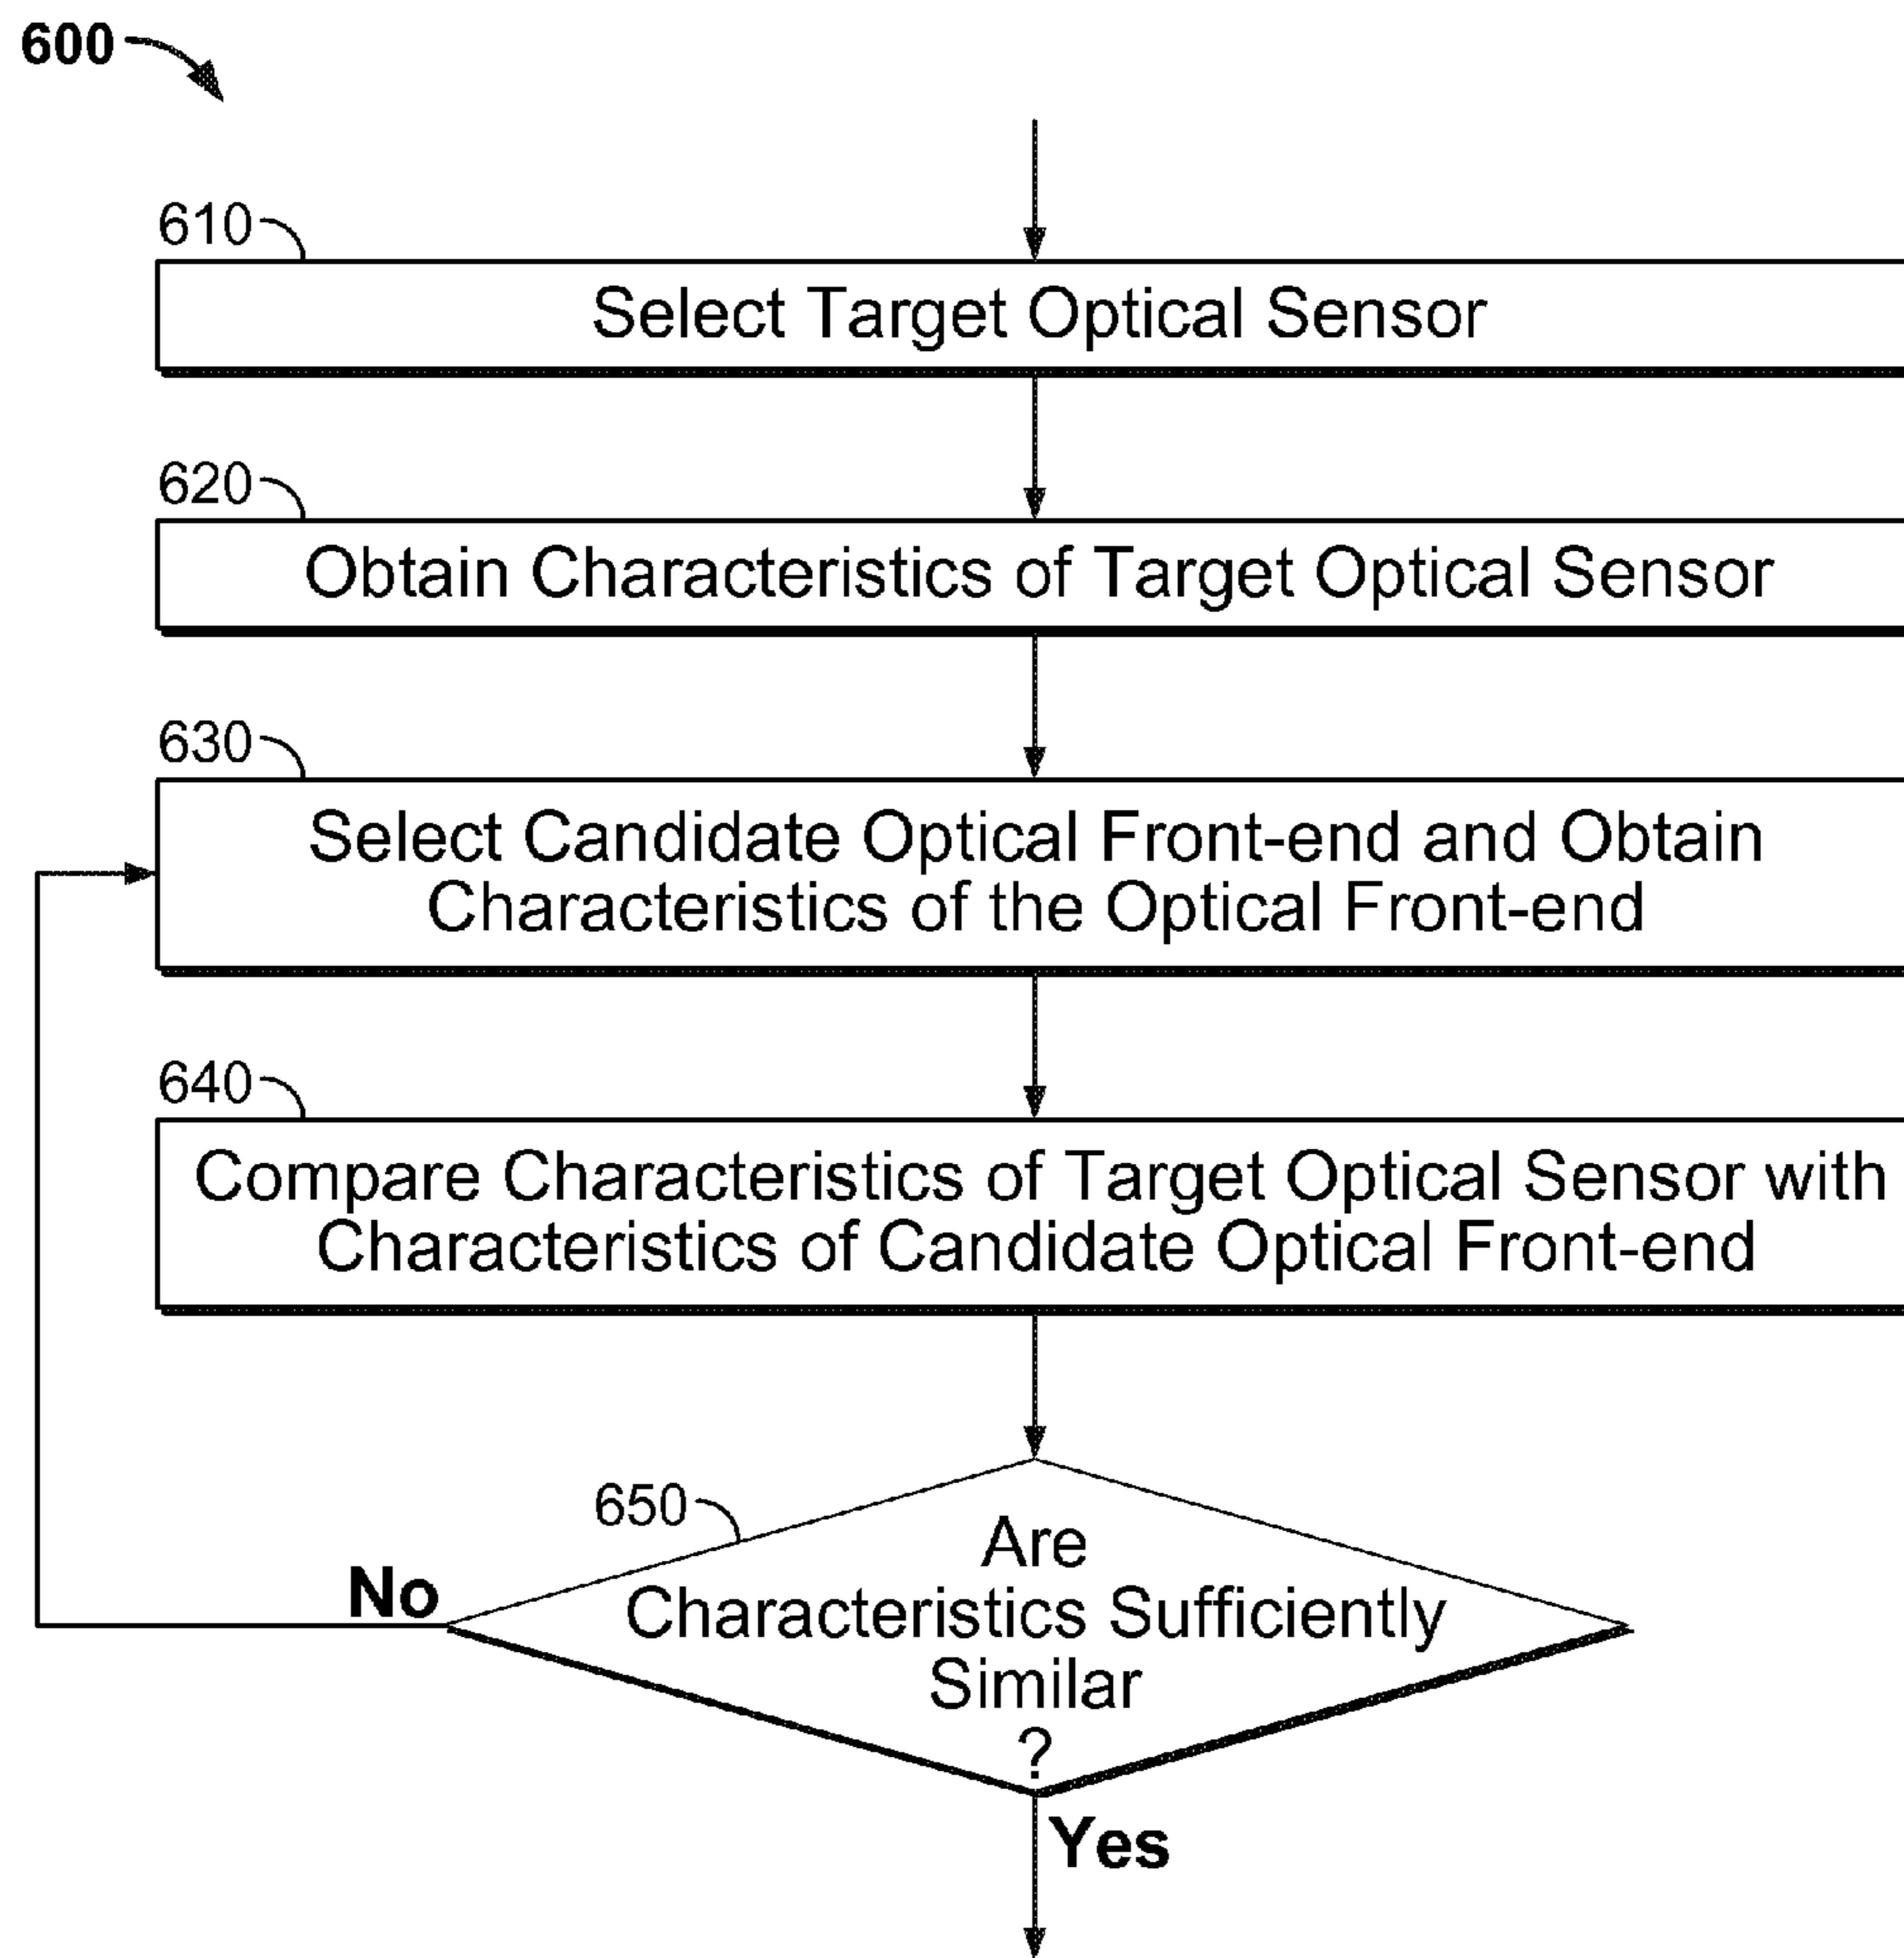 600
610
Select Target Optical Sensor
620
Obtain Characteristics of Target Optical Sensor
630
Select Candidate Optical Front-end and Obtain
Characteristics of the Optical Front-end
640
Compare Characteristics of Target Optical Sensor with
Characteristics of Candidate Optical Front-end
650
Are
Characteristics Sufficiently
Similar
?
No
Yes